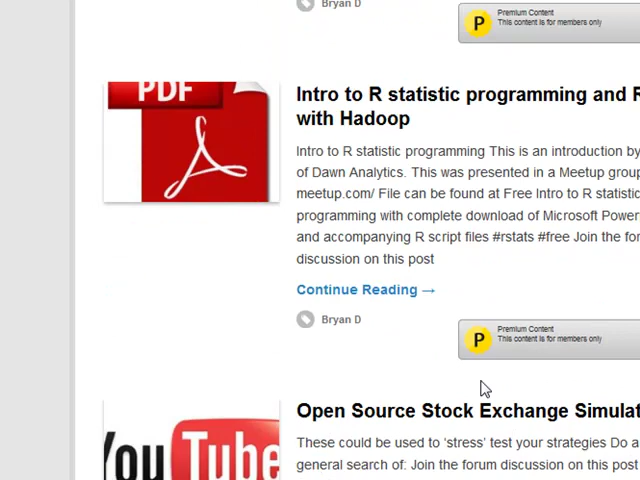 Bryan D
Premium Content
This content is for members only
PDF
Intro to R statistic programming and
with Hadoop
Intro to R statistic programming This is an introduction by
of Dawn Analytics. This was presented in a Meetup group
meetup.com/ File can be found at Free Intro to R statistic
programming with complete download of Microsoft Power
and accompanying R script files #rstats #free Join the for
discussion on this post
Continue Reading →
Bryan D
P
Premium Content
This content is for members only
Open Source Stock Exchange Simulat
You Tube
These could be used to ‘stress’ test your strategies Do a
general search of: Join the forum discussion on this post